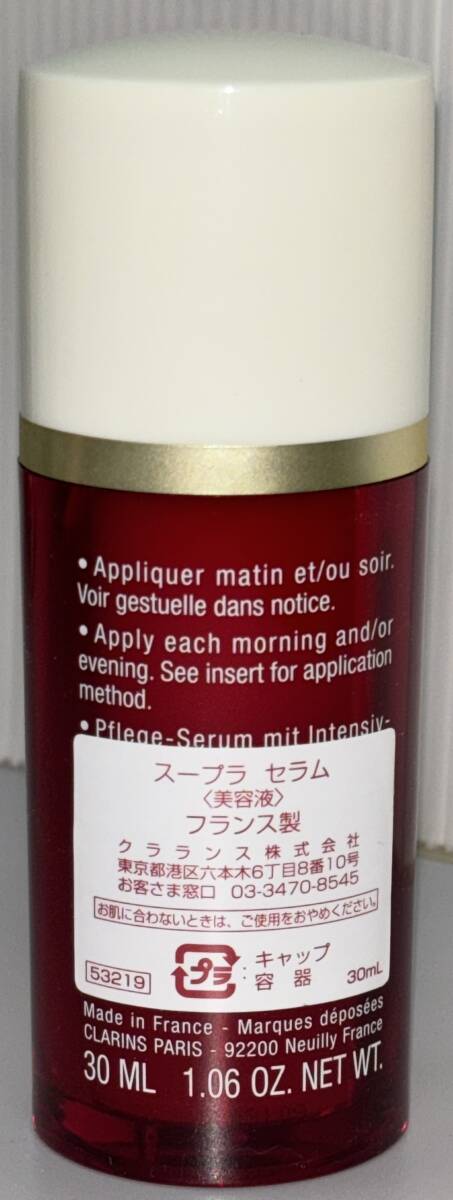 • Appliquer matin et/ou soir.
Voir gestuelle dans notice.
• Apply each morning and/or
evening. See insert for application
method.
• Pflege-Serum mit Intensiv-
スープラ セラム
〈美容液〉
フランス製
クラランス株式会社
東京都港区六本木6丁目8番10号
お客さま窓口 03-3470-8545
お肌に合わないときは、ご使用をおやめください。
53219 プラ キャップ
容器 30mL
Made in France - Marques déposées
CLARINS PARIS - 92200 Neuilly France
30 ML 1.06 OZ. NET WT.